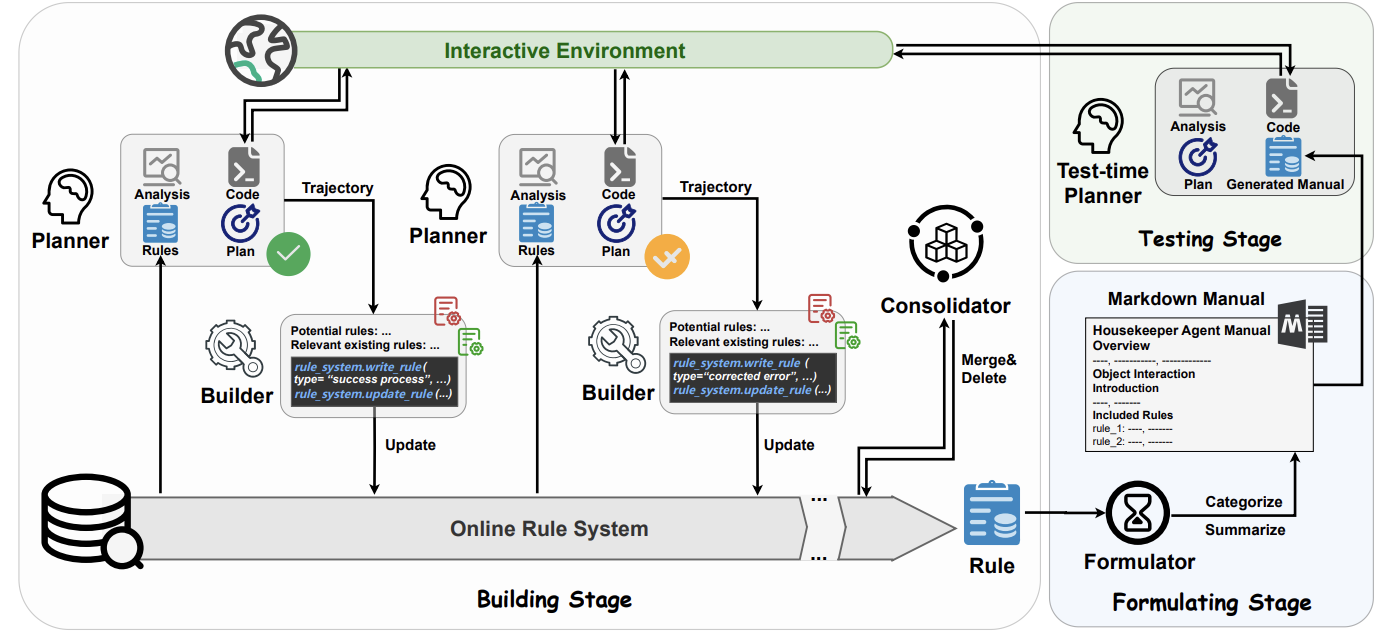 Interactive Environment
Planner
Analysis
Code
Rules
Plan
Trajectory
Builder
Potential rules: ...
Relevant existing rules: ...
rule_system.write_rule(
type= “success process”, ...)
rule_system.update_rule (...)
Update
Planner
Analysis
Code
Rules
Plan
Trajectory
Builder
Potential rules: ...
Relevant existing rules: ...
rule_system.write_rule (
type=“corrected error”, ...)
rule_system.update_rule (...)
Update
Consolidator
Merge&
Delete
Online Rule System
...
...
Rule
Building Stage
Test-time
Planner
Analysis
Code
Plan
Generated Manual
Testing Stage
Markdown Manual
M
Housekeeper Agent Manual
Overview
----, -----------, -------------
Object Interaction
Introduction
----, -------
Included Rules
rule_1: ----, -------
rule_2: ----, -------
Formulator
Categorize
Summarize
Formulating Stage